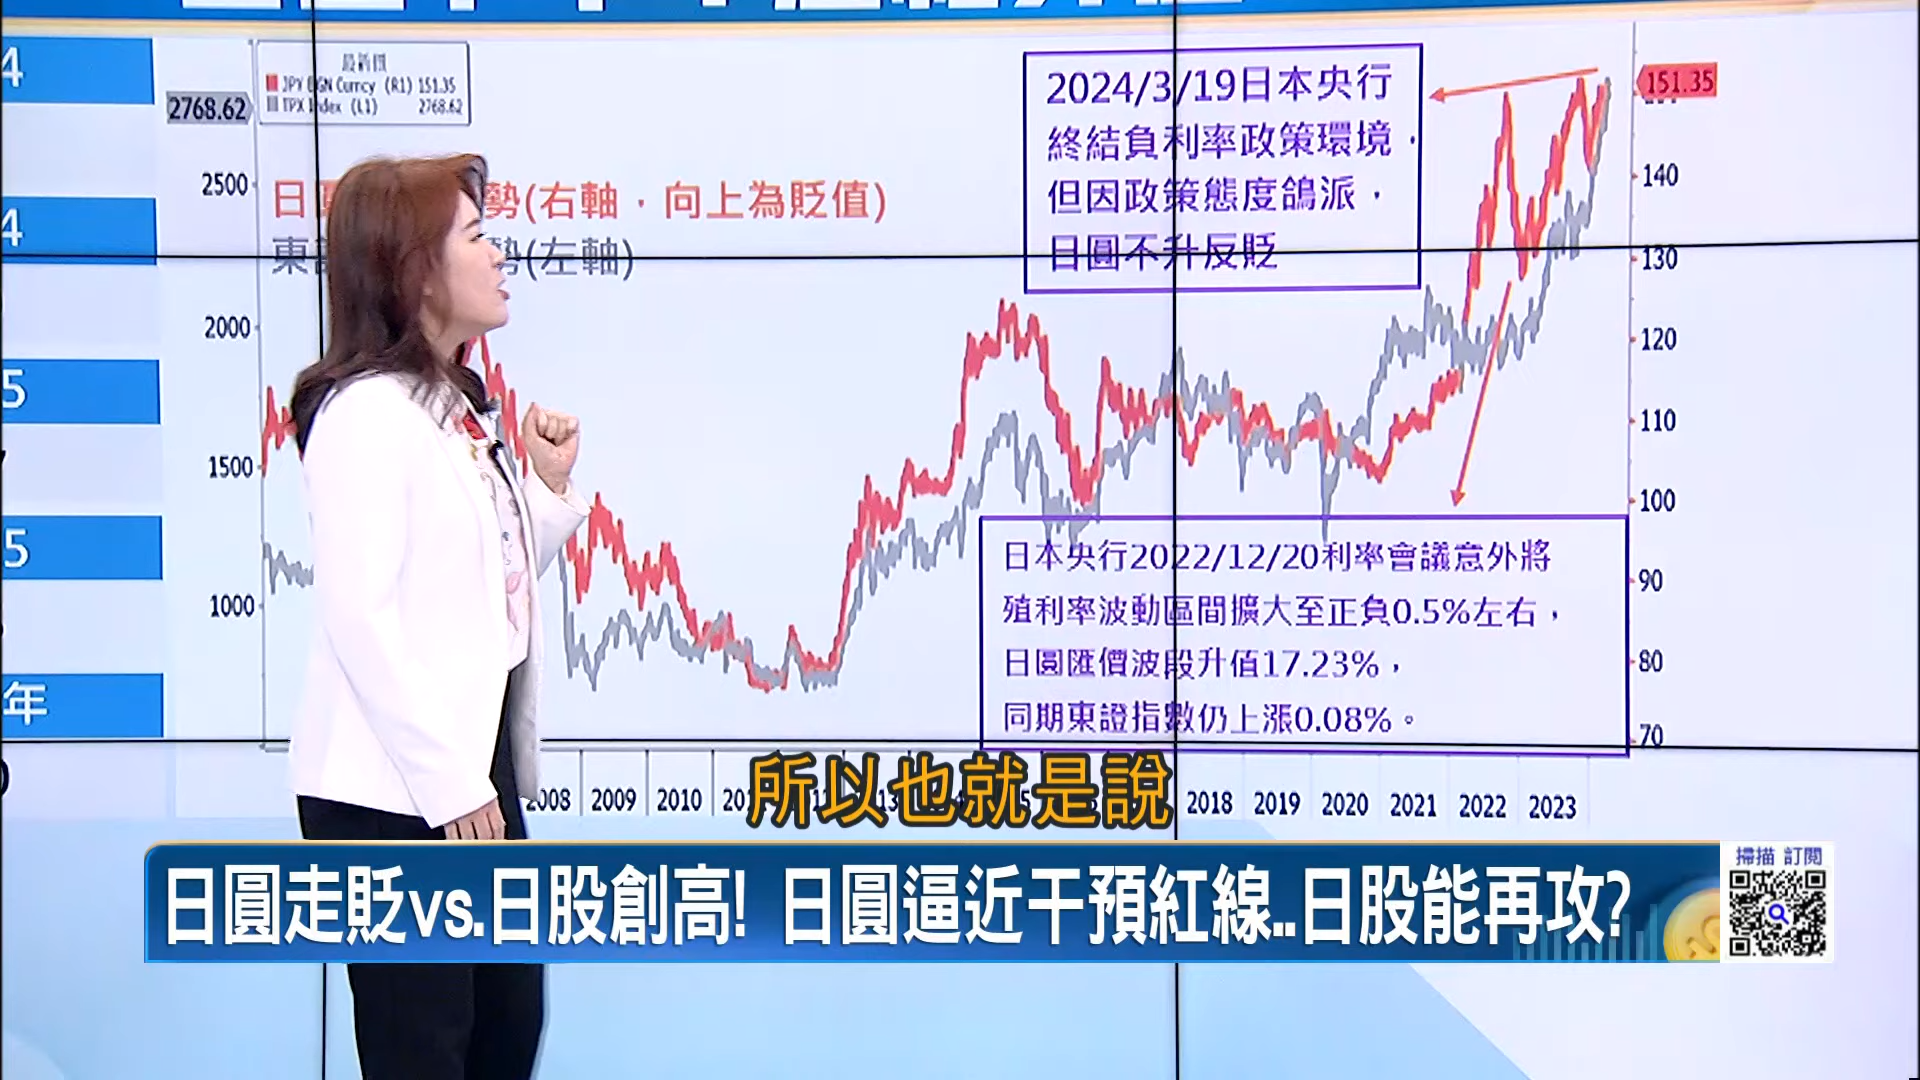 4
4
5
5
年
2768.62
最新價
JPY BGN Curncy (R1) 151.35
TPX Index (L1) 2768.62
2500
2000
1500
1000
勢(右軸，向上為貶值)
勢(左軸)
2024/3/19日本央行
終結負利率政策環境，
但因政策態度鴿派，
日圓不升反貶
151.35
140
130
120
110
100
90
80
70
日本央行2022/12/20利率會議意外將
殖利率波動區間擴大至正負0.5%左右，
日圓匯價波段升值17.23%，
同期東證指數仍上漲0.08%。
2008 2009 2010 2018 2019 2020 2021 2022 2023
所以也就是說
日圓走貶vs.日股創高! 日圓逼近干預紅線..日股能再攻?
掃描 訂閱